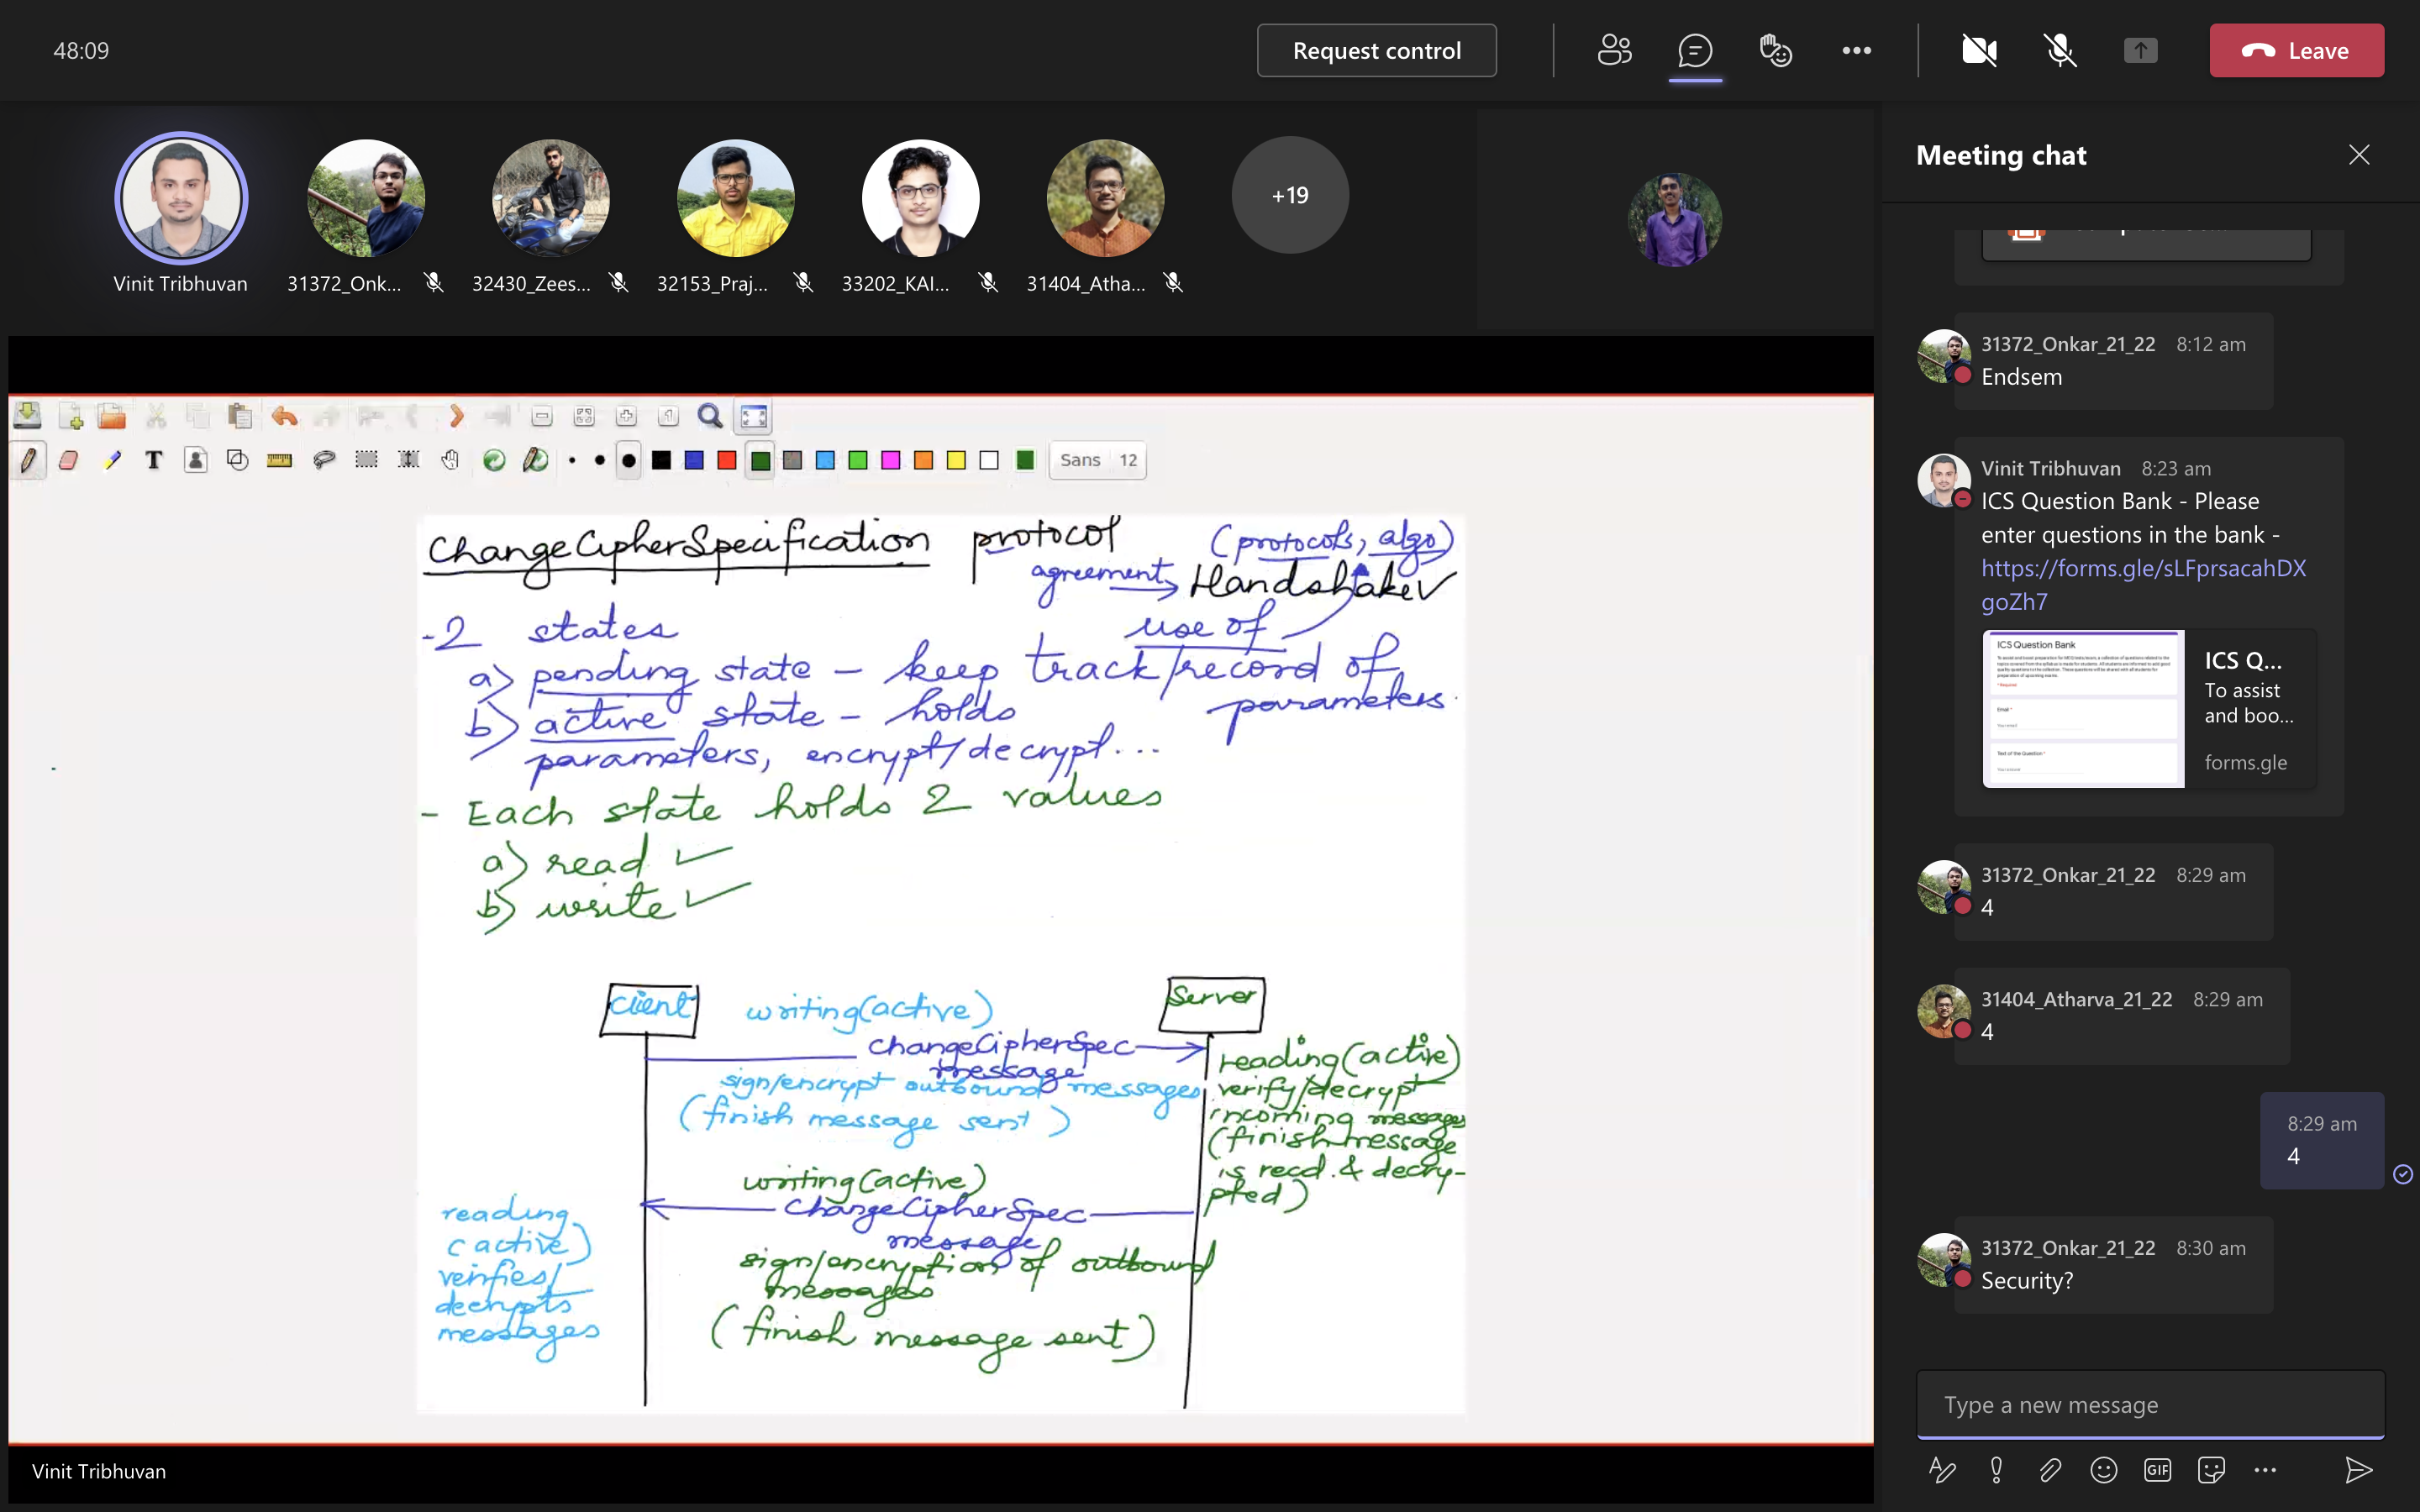 48:09
Request control
Leave
Vinit Tribhuvan
31372_Onk...
32430_Zees...
32153_Praj...
33202_KAI...
31404_Atha...
+19
Sans 12
ChangeCipherSpecification protocol
(protocols, algo)
agreement Handshake
- 2 states
use of
a) pending state – keep track/record of parameters.
b) active state – holds
parameters, encrypt/decrypt...
- Each state holds 2 values
a) read
b) write
Client
Server
writing(active)
changeCipherSpec
message
sign/encrypt outbound messages
(finish message sent)
reading(active)
verify/decrypt
incoming messages
(finish message
is recd. & decry-
pted)
writing(active)
ChangeCipherSpec
message
sign/encryption of outbound
messages
(finish message sent)
reading
(active)
verifies/
decrypts
messages
Vinit Tribhuvan
Meeting chat
31372_Onkar_21_22 8:12 am
Endsem
Vinit Tribhuvan 8:23 am
ICS Question Bank - Please
enter questions in the bank -
https://forms.gle/sLFprsacahDX
goZh7
ICS Question Bank
ICS Q...
To assist
and boo...
forms.gle
31372_Onkar_21_22 8:29 am
4
31404_Atharva_21_22 8:29 am
4
8:29 am
4
31372_Onkar_21_22 8:30 am
Security?
Type a new message
GIF